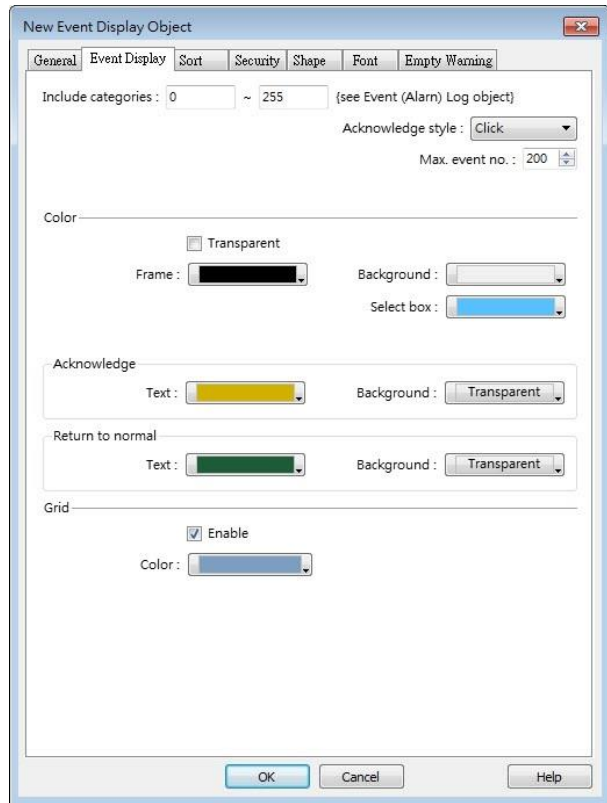 New Event Display Object
General Event Display Sort Security Shape Font Empty Warning
Include categories : 0 ~ 255 {see Event (Alarn) Log object}
Acknowledge style : Click
Max. event no. : 200
Color
Transparent
Frame : Background :
Select box :
Acknowledge
Text : Background : Transparent
Return to normal
Text : Background : Transparent
Grid
Enable
Color :
OK Cancel Help